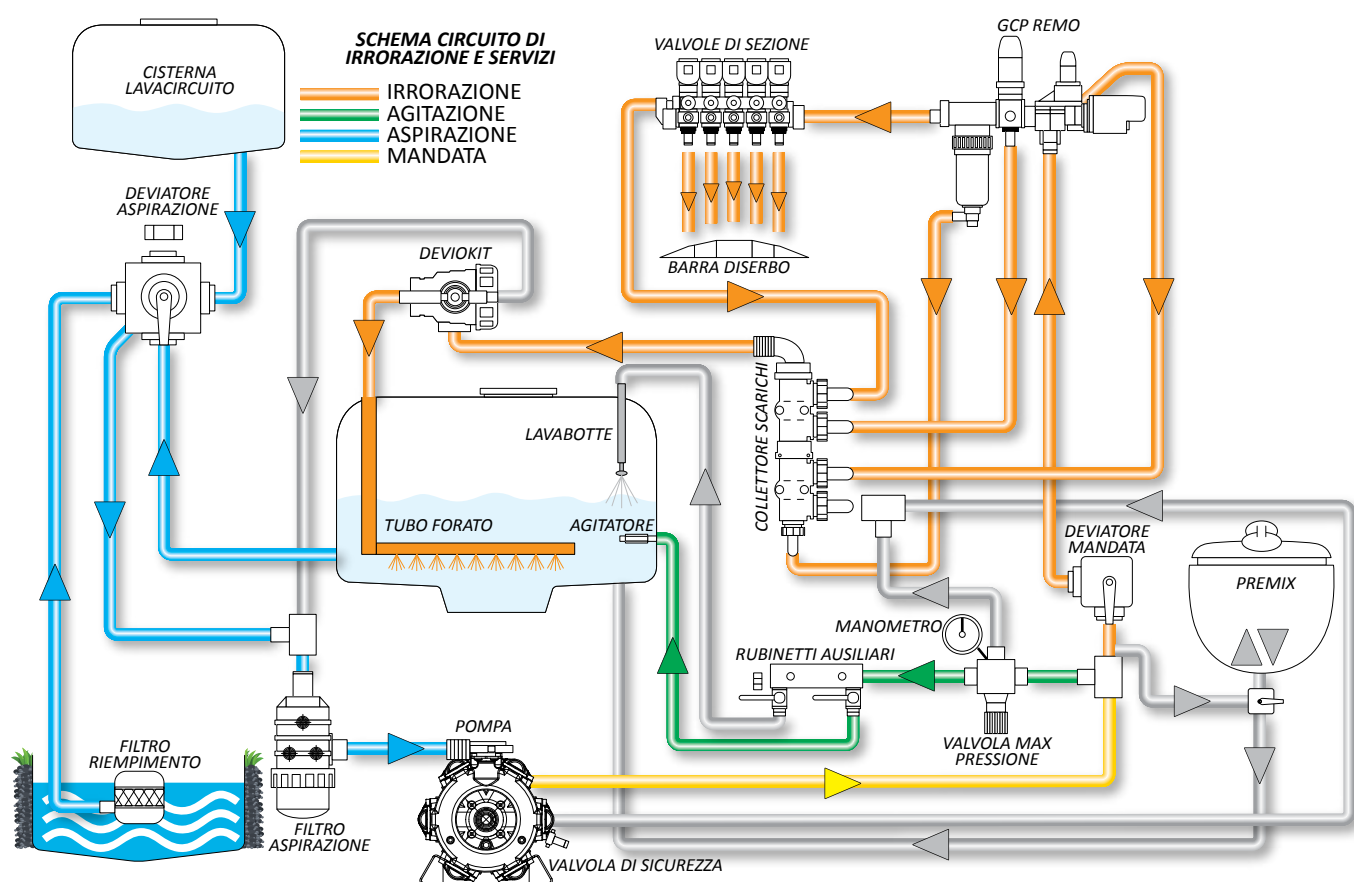 SCHEMA CIRCUITO DI
IRRORAZIONE E SERVIZI
IRRORAZIONE
AGITAZIONE
ASPIRAZIONE
MANDATA
CISTERNA
LAVACIRCUITO
VALVOLE DI SEZIONE
GCP REMO
DEVIATORE
ASPIRAZIONE
DEVIOKIT
BARRA DISERBO
COLLETTORE SCARICHI
LAVABOTTE
TUBO FORATO
AGITATORE
DEVIATORE
MANDATA
PREMIX
MANOMETRO
RUBINETTI AUSILIARI
VALVOLA MAX
PRESSIONE
POMPA
FILTRO
RIEMPIMENTO
FILTRO
ASPIRAZIONE
VALVOLA DI SICUREZZA